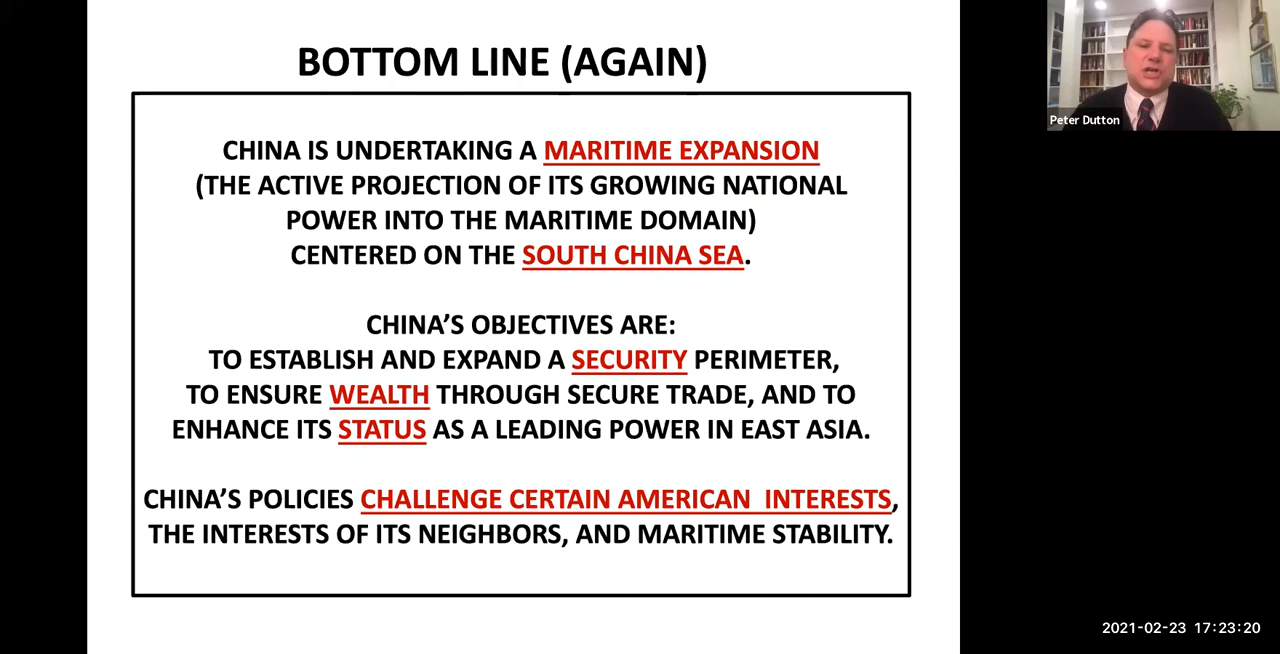 BOTTOM LINE (AGAIN)
CHINA IS UNDERTAKING A MARITIME EXPANSION
(THE ACTIVE PROJECTION OF ITS GROWING NATIONAL
POWER INTO THE MARITIME DOMAIN)
CENTERED ON THE SOUTH CHINA SEA.
CHINA’S OBJECTIVES ARE:
TO ESTABLISH AND EXPAND A SECURITY PERIMETER,
TO ENSURE WEALTH THROUGH SECURE TRADE, AND TO
ENHANCE ITS STATUS AS A LEADING POWER IN EAST ASIA.
CHINA’S POLICIES CHALLENGE CERTAIN AMERICAN  INTERESTS,
THE INTERESTS OF ITS NEIGHBORS, AND MARITIME STABILITY.
Peter Dutton
2021-02-23 17:23:20